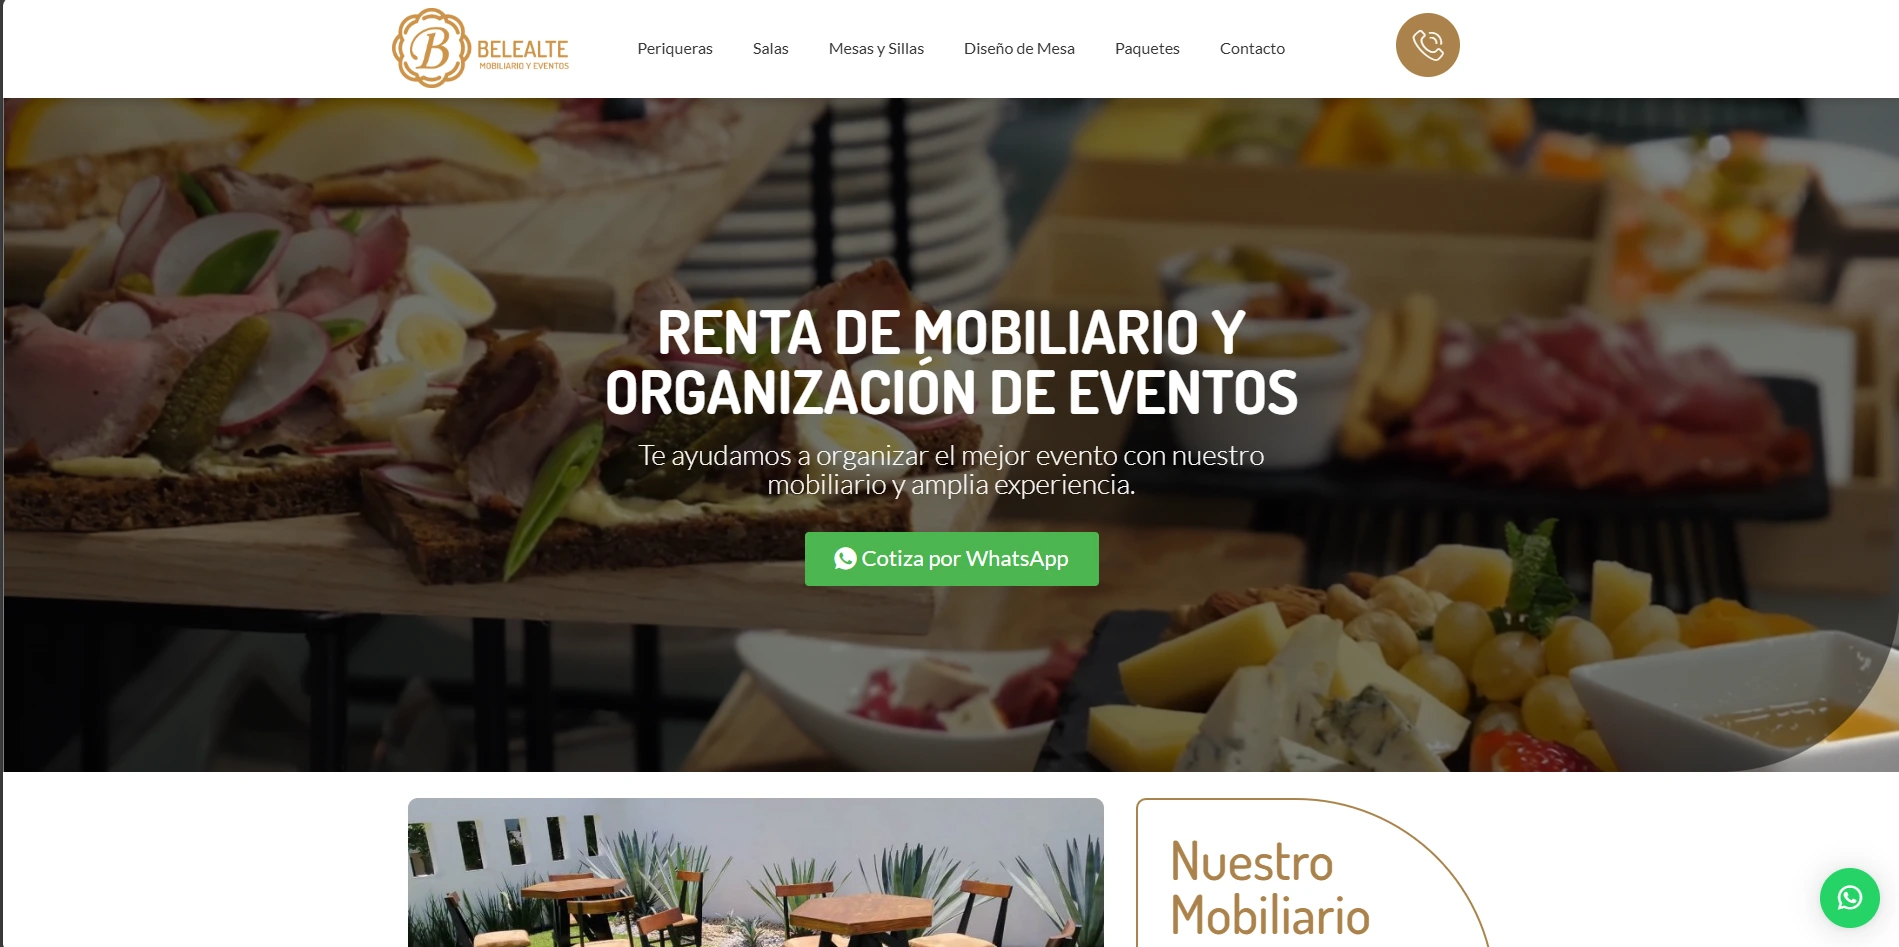 B
BELEALTE
MOBILIARIO Y EVENTOS
Periqueras
Salas
Mesas y Sillas
Diseño de Mesa
Paquetes
Contacto
RENTA DE MOBILIARIO Y
ORGANIZACIÓN DE EVENTOS
Te ayudamos a organizar el mejor evento con nuestro
mobiliario y amplia experiencia.
Cotiza por WhatsApp
Nuestro
Mobiliario